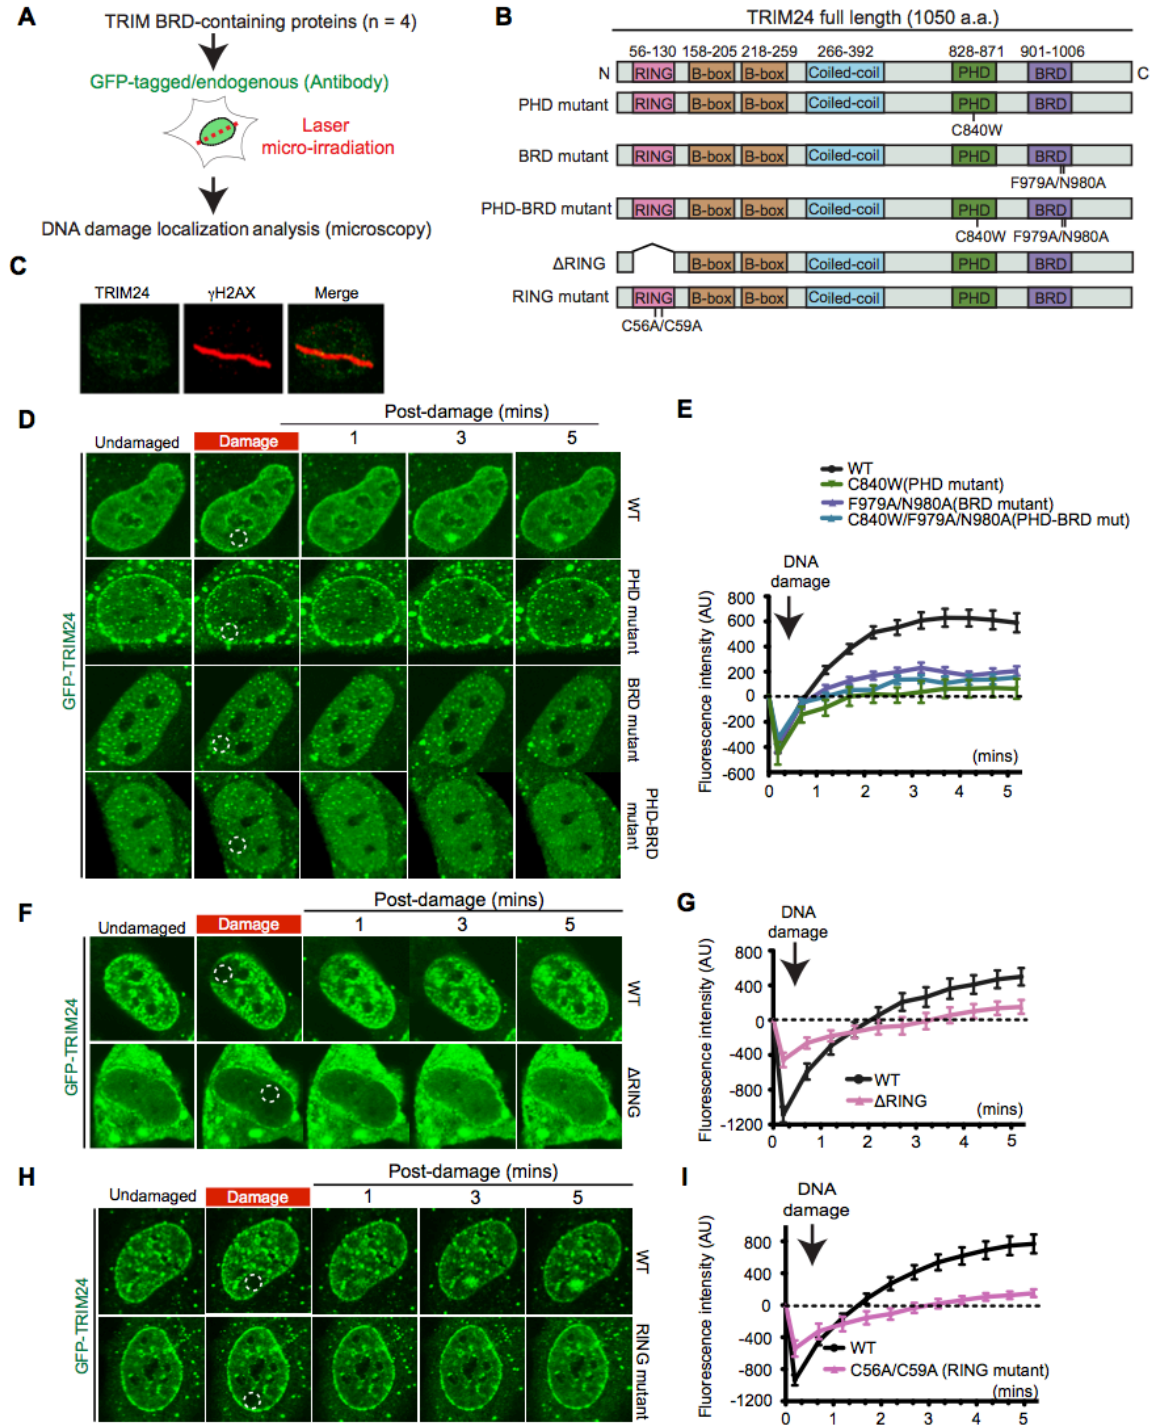 A
TRIM BRD-containing proteins (n = 4)
GFP-tagged/endogenous (Antibody)
Laser
micro-irradiation
DNA damage localization analysis (microscopy)
B
TRIM24 full length (1050 a.a.)
56-130 158-205 218-259 266-392 828-871 901-1006
N RING B-box B-box Coiled-coil PHD BRD C
PHD mutant RING B-box B-box Coiled-coil PHD BRD
C840W
BRD mutant RING B-box B-box Coiled-coil PHD BRD
F979A/N980A
PHD-BRD mutant RING B-box B-box Coiled-coil PHD BRD
C840W F979A/N980A
ΔRING B-box B-box Coiled-coil PHD BRD
RING mutant RING B-box B-box Coiled-coil PHD BRD
C56A/C59A
C
TRIM24 γH2AX Merge
D
Post-damage (mins)
Undamaged Damage 1 3 5
GFP-TRIM24
WT
PHD mutant
BRD mutant
PHD-BRD
mutant
E
WT
C840W(PHD mutant)
F979A/N980A(BRD mutant)
C840W/F979A/N980A(PHD-BRD mut)
DNA
damage
Fluorescence intensity (AU)
800
600
400
200
0
-200
-400
-600
(mins)
0 1 2 3 4 5
F
Post-damage (mins)
Undamaged Damage 1 3 5
GFP-TRIM24
WT
ΔRING
G
DNA
damage
Fluorescence intensity (AU)
800
400
0
-400
-800
-1200
WT
ΔRING
(mins)
0 1 2 3 4 5
H
Post-damage (mins)
Undamaged Damage 1 3 5
GFP-TRIM24
WT
RING mutant
I
DNA
damage
Fluorescence intensity (AU)
800
400
0
-400
-800
-1200
WT
C56A/C59A (RING mutant)
(mins)
0 1 2 3 4 5